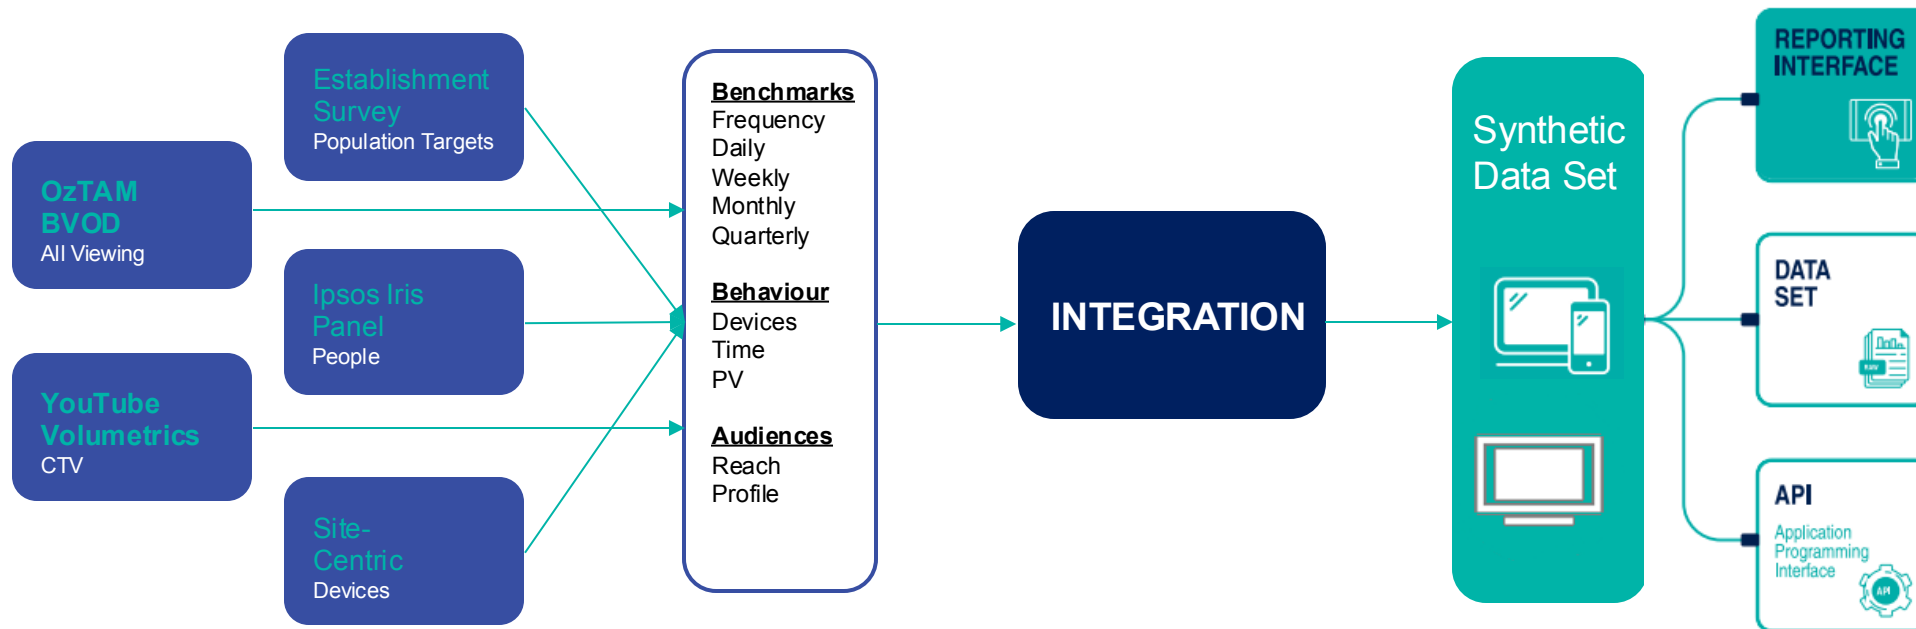 OzTAM
BVOD
All Viewing
YouTube
Volumetrics
CTV
Establishment
Survey
Population Targets
Ipsos Iris
Panel
People
Site-
Centric
Devices
Benchmarks
Frequency
Daily
Weekly
Monthly
Quarterly
Behaviour
Devices
Time
PV
Audiences
Reach
Profile
INTEGRATION
Synthetic
Data Set
REPORTING
INTERFACE
DATA
SET
RAW
API
Application
Programming
Interface
API